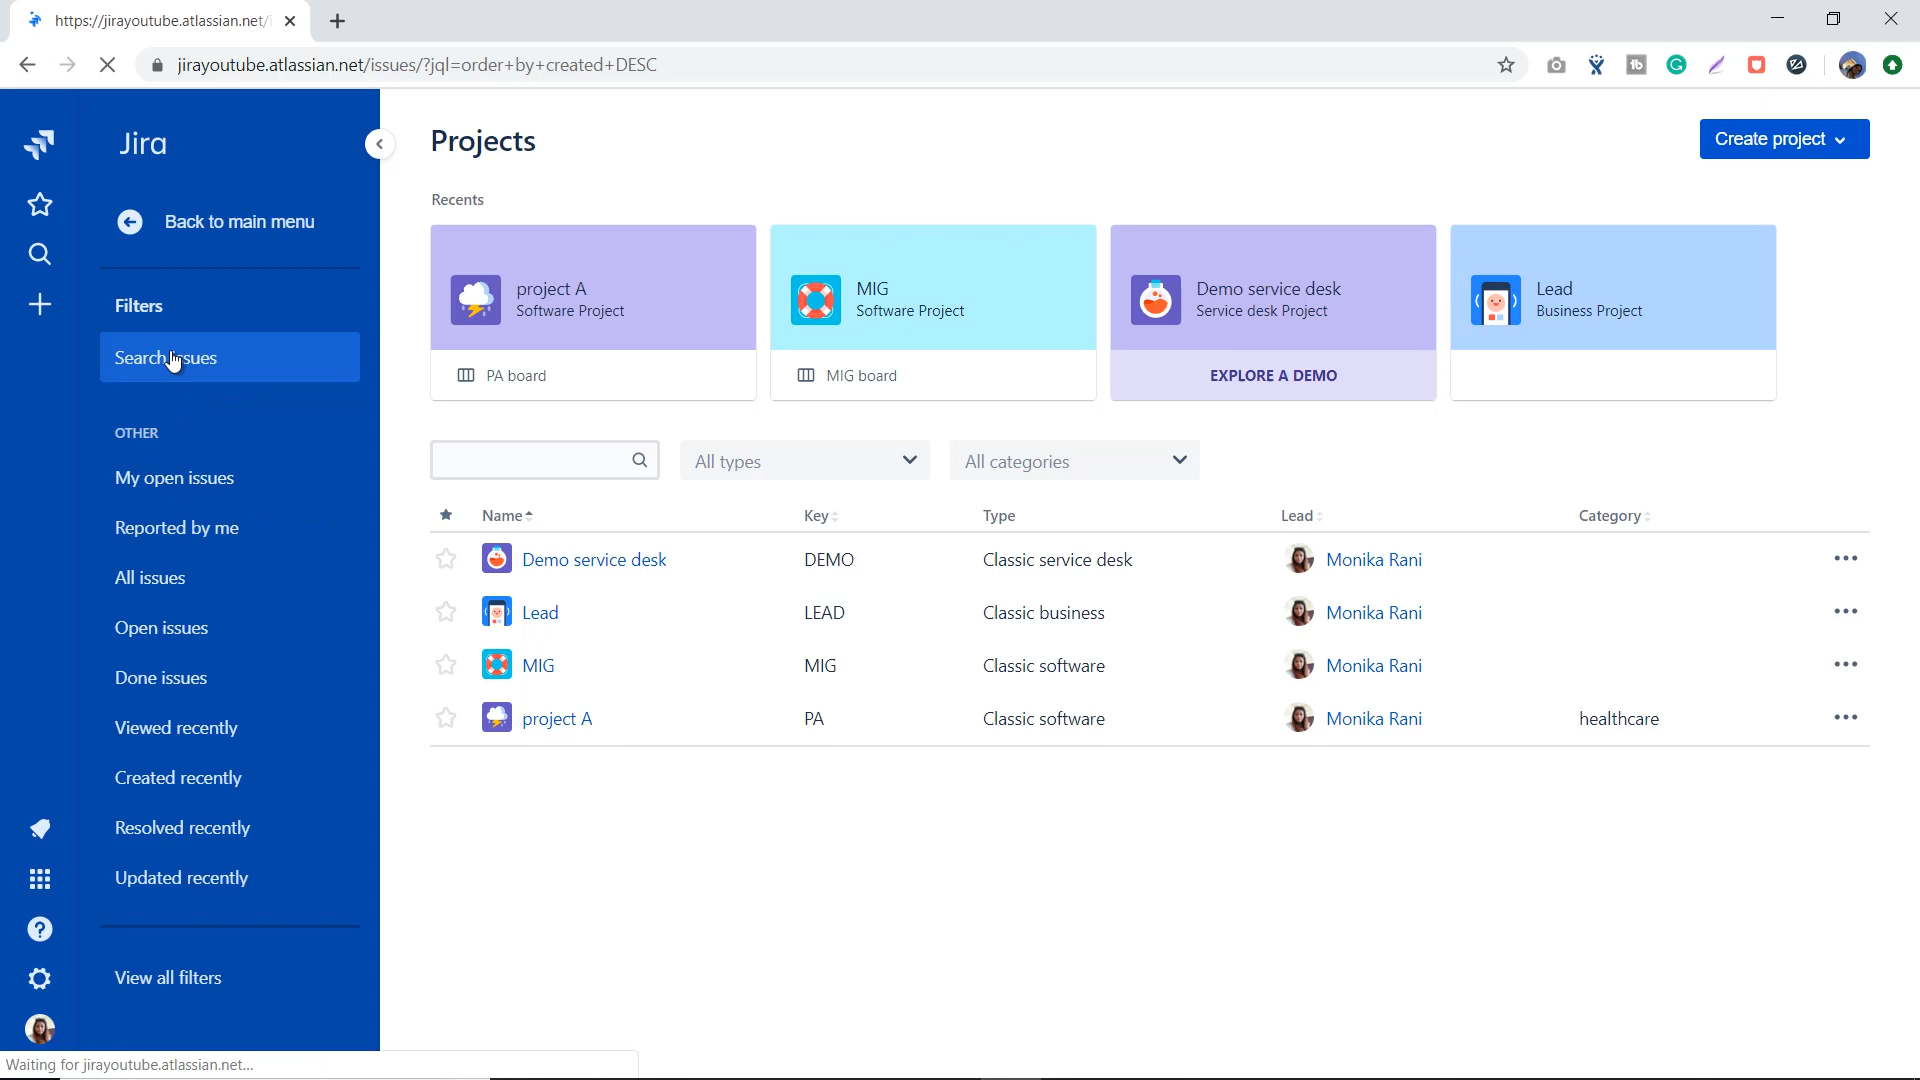 https://jirayoutube.atlassian.net/i
jirayoutube.atlassian.net/issues/?jql=order+by+created+DESC
Jira
Back to main menu
Filters
Search issues
OTHER
My open issues
Reported by me
All issues
Open issues
Done issues
Viewed recently
Created recently
Resolved recently
Updated recently
View all filters
Waiting for jirayoutube.atlassian.net...
Projects
Create project
Recents
project A
Software Project
PA board
MIG
Software Project
MIG board
Demo service desk
Service desk Project
EXPLORE A DEMO
Lead
Business Project
All types
All categories
Name Key Type Lead Category
Demo service desk DEMO Classic service desk Monika Rani
Lead LEAD Classic business Monika Rani
MIG MIG Classic software Monika Rani
project A PA Classic software Monika Rani healthcare